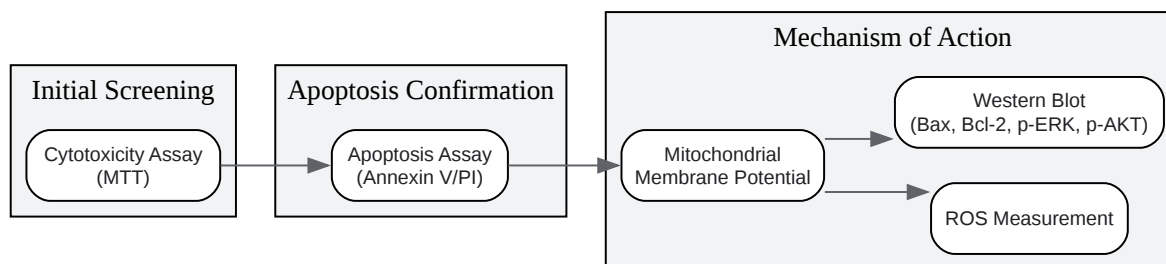 Initial Screening
Cytotoxicity Assay
(MTT)
Apoptosis Confirmation
Apoptosis Assay
(Annexin V/PI)
Mechanism of Action
Mitochondrial
Membrane Potential
Western Blot
(Bax, Bcl-2, p-ERK, p-AKT)
ROS Measurement